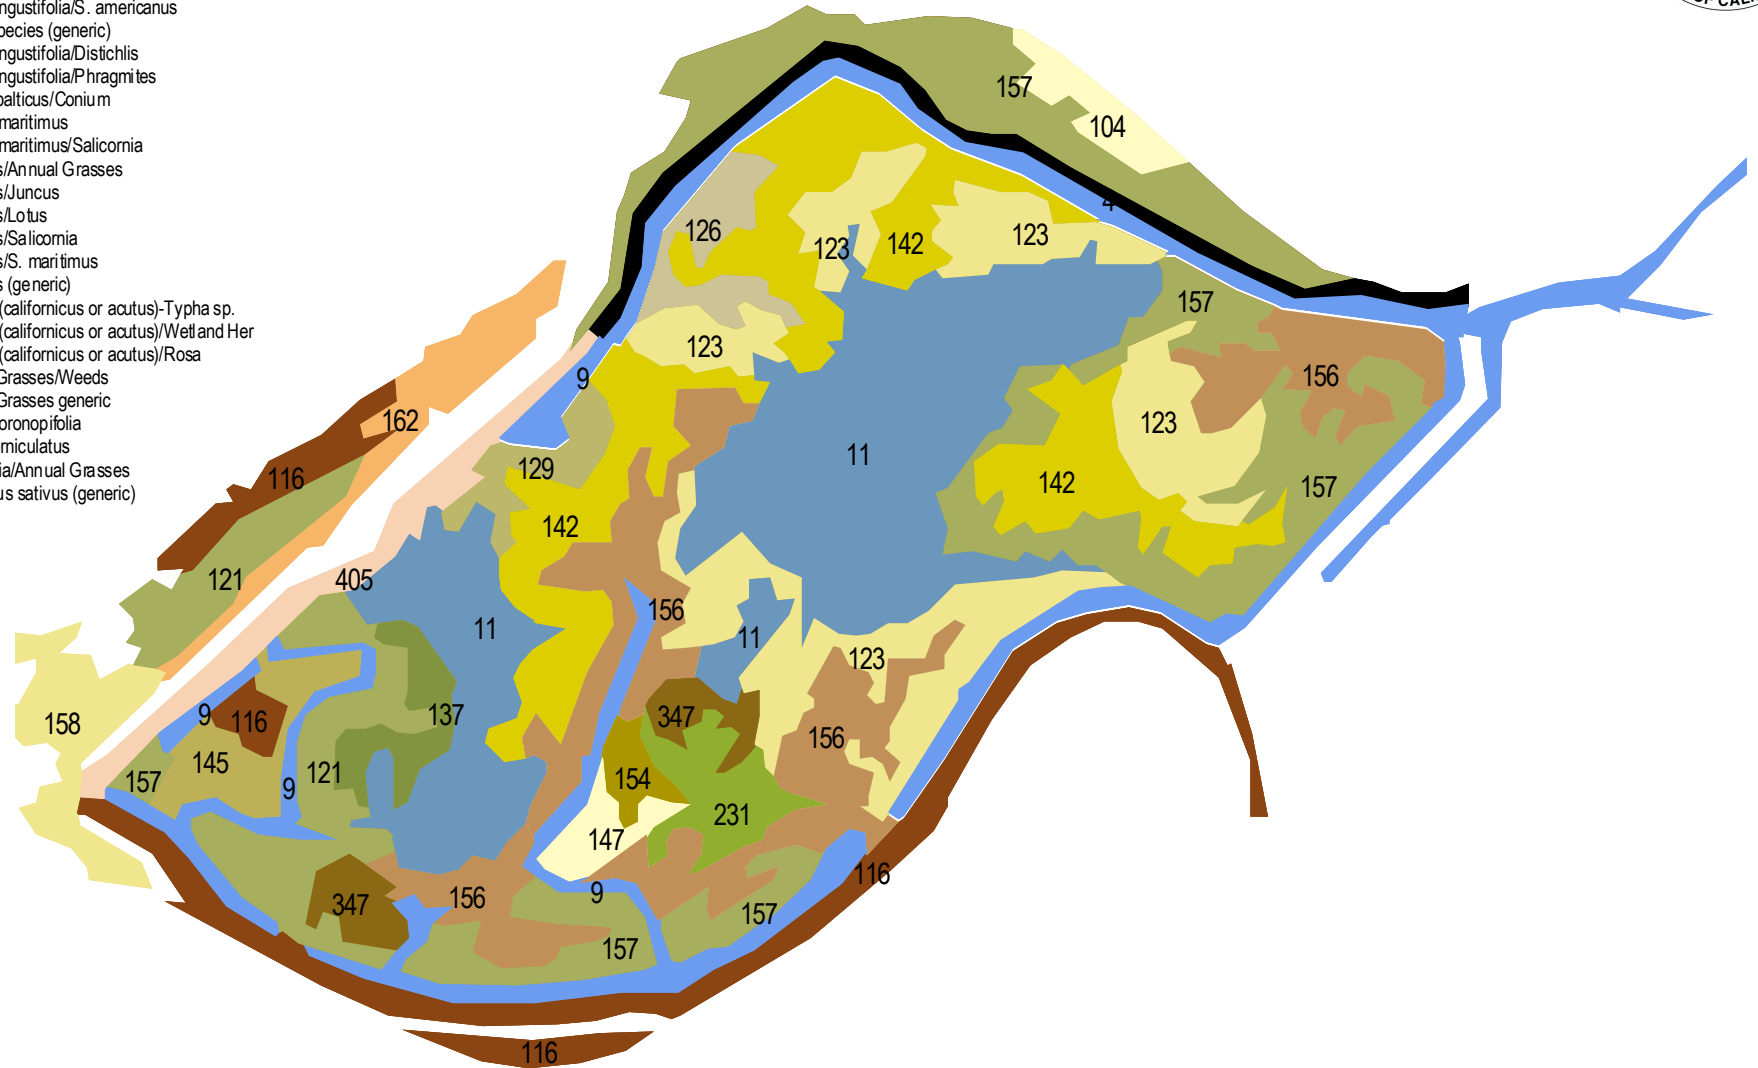 ngustifolia/S. americanus
pecies (generic)
ngustifolia/Distichlis
ngustifolia/Phragmites
balticus/Conium
maritimus
maritimus/Salicornia
s/Annual Grasses
s/Juncus
s/Lotus
s/Salicornia
s/S. maritimus
s (generic)
(californicus or acutus)-Typha sp.
(californicus or acutus)/Wetland Her
(californicus or acutus)/Rosa
Grasses/Weeds
Grasses generic
oronopifolia
rniculatus
ia/Annual Grasses
us sativus (generic)
OF CALI
157
104
4
126
123
142
123
157
123
9
156
162
123
11
129
116
142
157
142
121
405
156
11
11
123
158
9
116
137
347
156
145
157
121
9
154
231
147
116
347
156
9
157
157
116